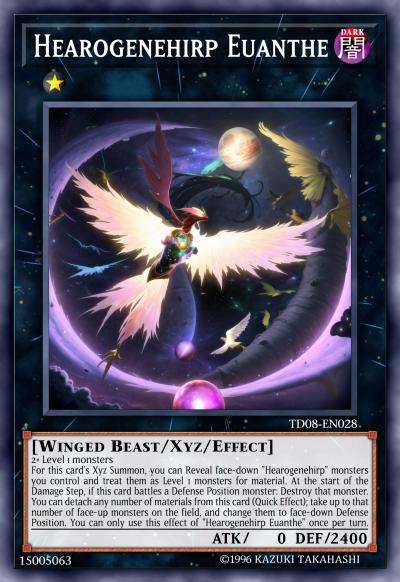 Hearogenehirp Euanthe
DARK
闇
TD08-EN028
[Winged Beast/Xyz/Effect]
2+ Level 1 monsters
For this card's Xyz Summon, you can Reveal face-down "Hearogenehirp" monsters
you control and treat them as Level 1 monsters for material. At the start of the
Damage Step, if this card battles a Defense Position monster: Destroy that monster.
You can detach any number of materials from this card (Quick Effect); take up to that
number of face-up monsters on the field, and change them to face-down Defense
Position. You can only use this effect of "Hearogenehirp Euanthe" once per turn.
ATK/ 0 DEF/2400
15005063
©1996 KAZUKI TAKAHASHI